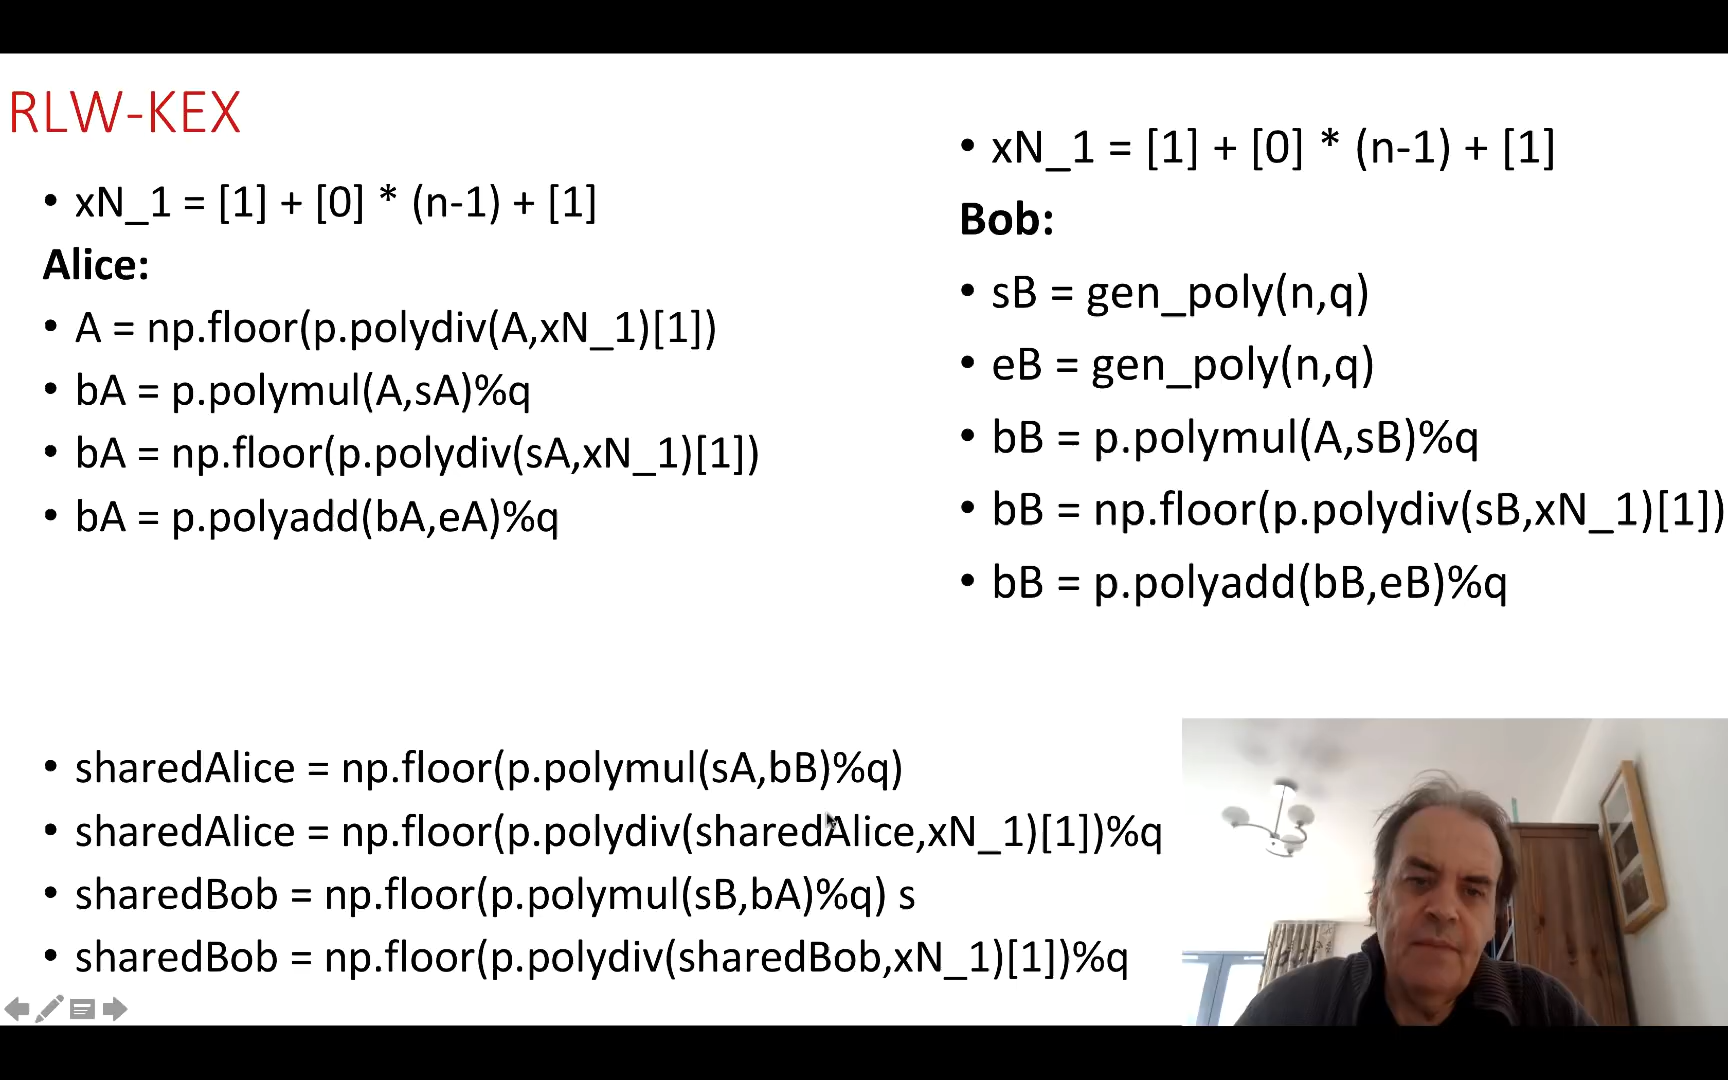 RLW-KEX
• xN_1 = [1] + [0] * (n-1) + [1]
Alice:
• A = np.floor(p.polydiv(A,xN_1)[1])
• bA = p.polymul(A,sA)%q
• bA = np.floor(p.polydiv(sA,xN_1)[1])
• bA = p.polyadd(bA,eA)%q
• xN_1 = [1] + [0] * (n-1) + [1]
Bob:
• sB = gen_poly(n,q)
• eB = gen_poly(n,q)
• bB = p.polymul(A,sB)%q
• bB = np.floor(p.polydiv(sB,xN_1)[1])
• bB = p.polyadd(bB,eB)%q
• sharedAlice = np.floor(p.polymul(sA,bB)%q)
• sharedAlice = np.floor(p.polydiv(sharedAlice,xN_1)[1])%q
• sharedBob = np.floor(p.polymul(sB,bA)%q) s
• sharedBob = np.floor(p.polydiv(sharedBob,xN_1)[1])%q